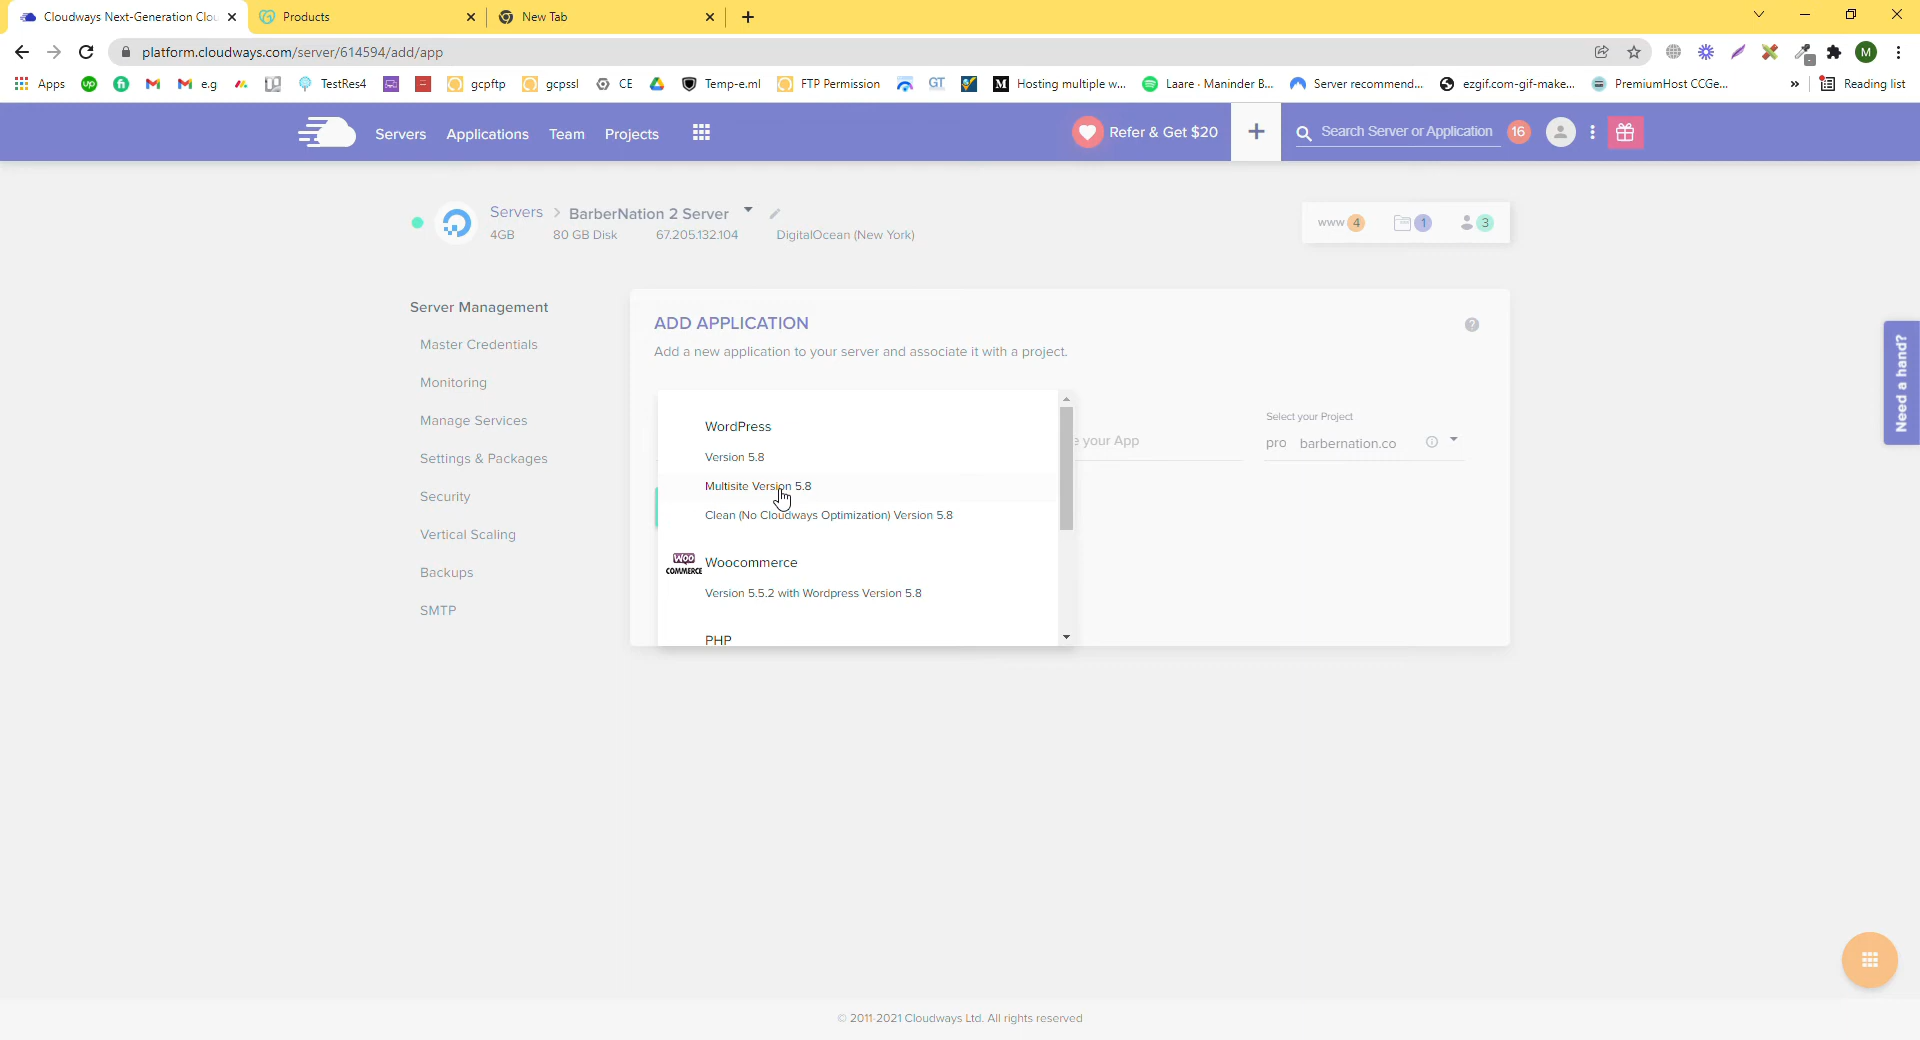 Cloudways Next-Generation Clou
Products
New Tab
platform.cloudways.com/server/614594/add/app
Apps
up
e.g
TestRes4
gcpftp
gcpssl
CE
Temp-e.ml
FTP Permission
GT
Hosting multiple w...
Laare - Maninder B...
Server recommend...
ezgif.com-gif-make...
PremiumHost CCGe...
»
Reading list
M
Servers
Applications
Team
Projects
Refer & Get $20
+
Search Server or Application
16
Servers > BarberNation 2 Server
4GB
80 GB Disk
67.205.132.104
DigitalOcean (New York)
www 4
1
3
Server Management
Master Credentials
Monitoring
Manage Services
Settings & Packages
Security
Vertical Scaling
Backups
SMTP
ADD APPLICATION
Add a new application to your server and associate it with a project.
WordPress
Version 5.8
Multisite Version 5.8
Clean (No Cloudways Optimization) Version 5.8
WOO COMMERCE
Woocommerce
Version 5.5.2 with Wordpress Version 5.8
PHP
your App
Select your Project
pro barbernation.co
Need a hand?
© 2011-2021 Cloudways Ltd. All rights reserved